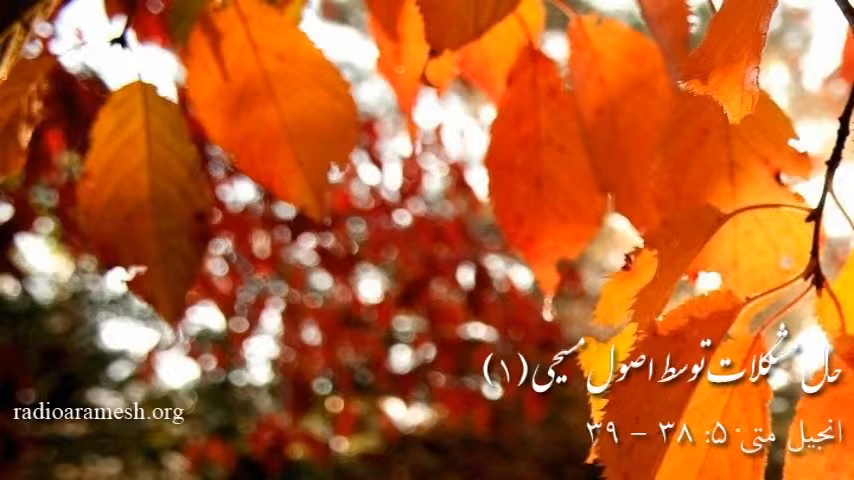 حل مشکلات توسط اصول مسیحی (۱)
انجیل متی ۵: ۳۸ – ۳۹
radioaramesh.org